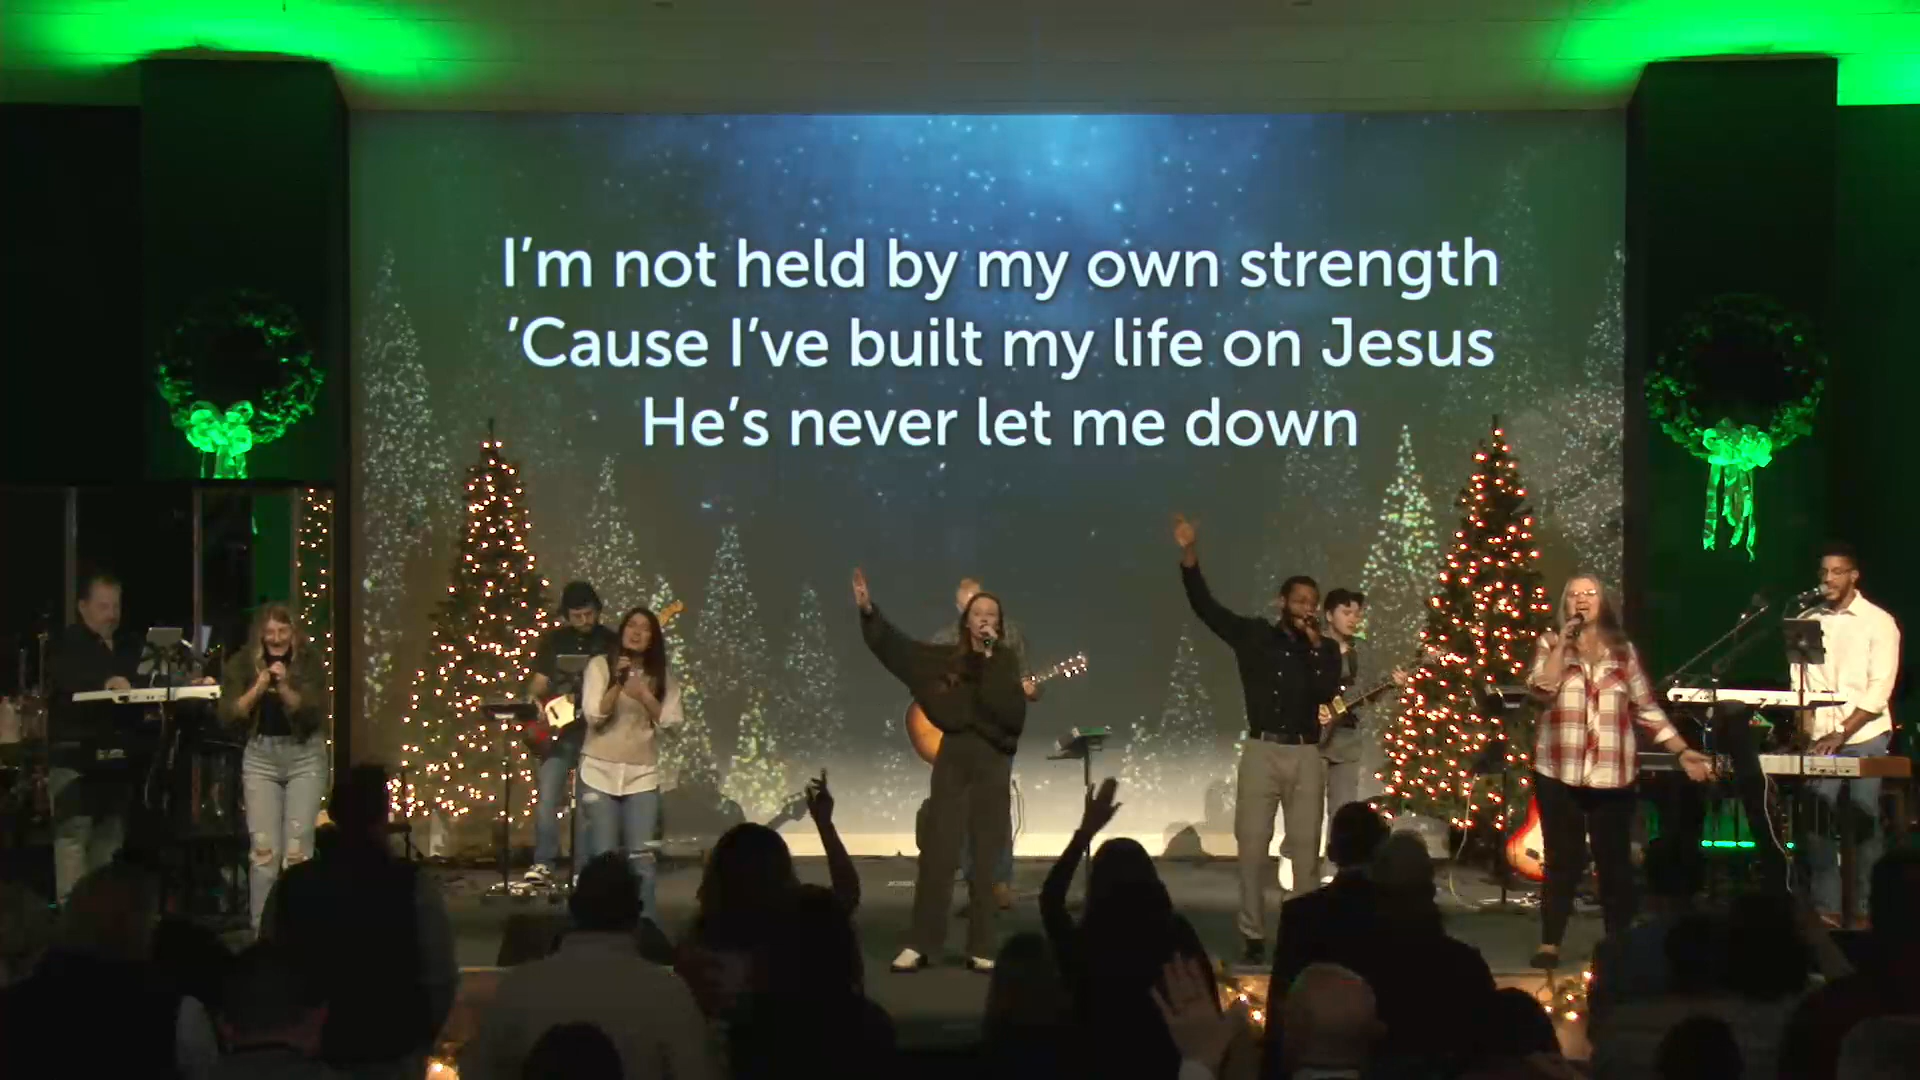 I'm not held by my own strength
'Cause I've built my life on Jesus
He's never let me down